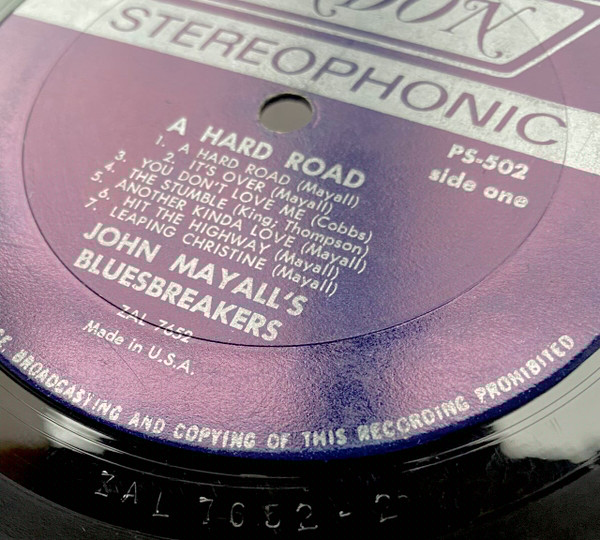 STEREOPHONIC
PS-502
side one
A HARD ROAD
1. A HARD ROAD (Mayall)
2. IT'S OVER (Mayall)
3. YOU DON'T LOVE ME (Cobbs)
4. THE STUMBLE (King, Thompson)
5. ANOTHER KINDA LOVE (Mayall)
6. HIT THE HIGHWAY (Mayall)
7. LEAPING CHRISTINE (Mayall)
JOHN MAYALL'S
BLUESBREAKERS
ZAL 7652
Made in U.S.A.
BROADCASTING AND COPYING OF THIS RECORDING PROHIBITED
ZAL 7652 - 2